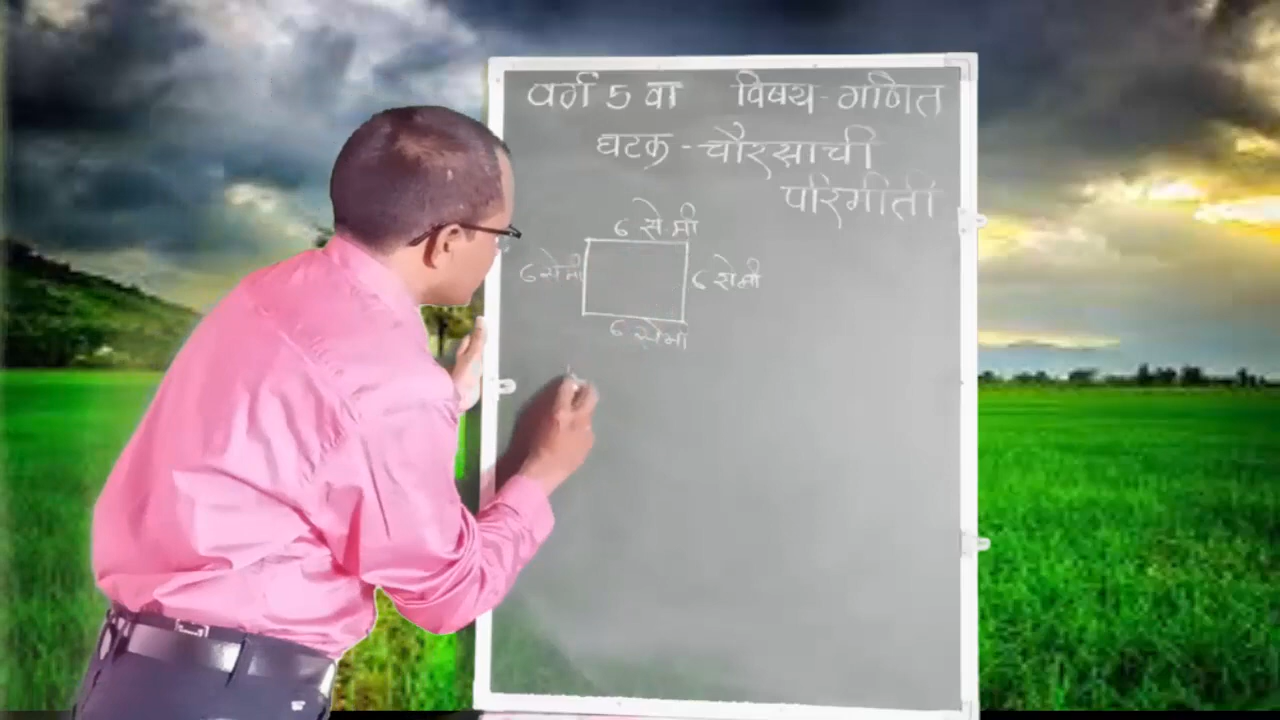 वर्ग 5 वा विषय - गणित
घटक - चौरसाची
परिमीती
6 से.मी
6 सेमी
6 सेमी
6 सेमी